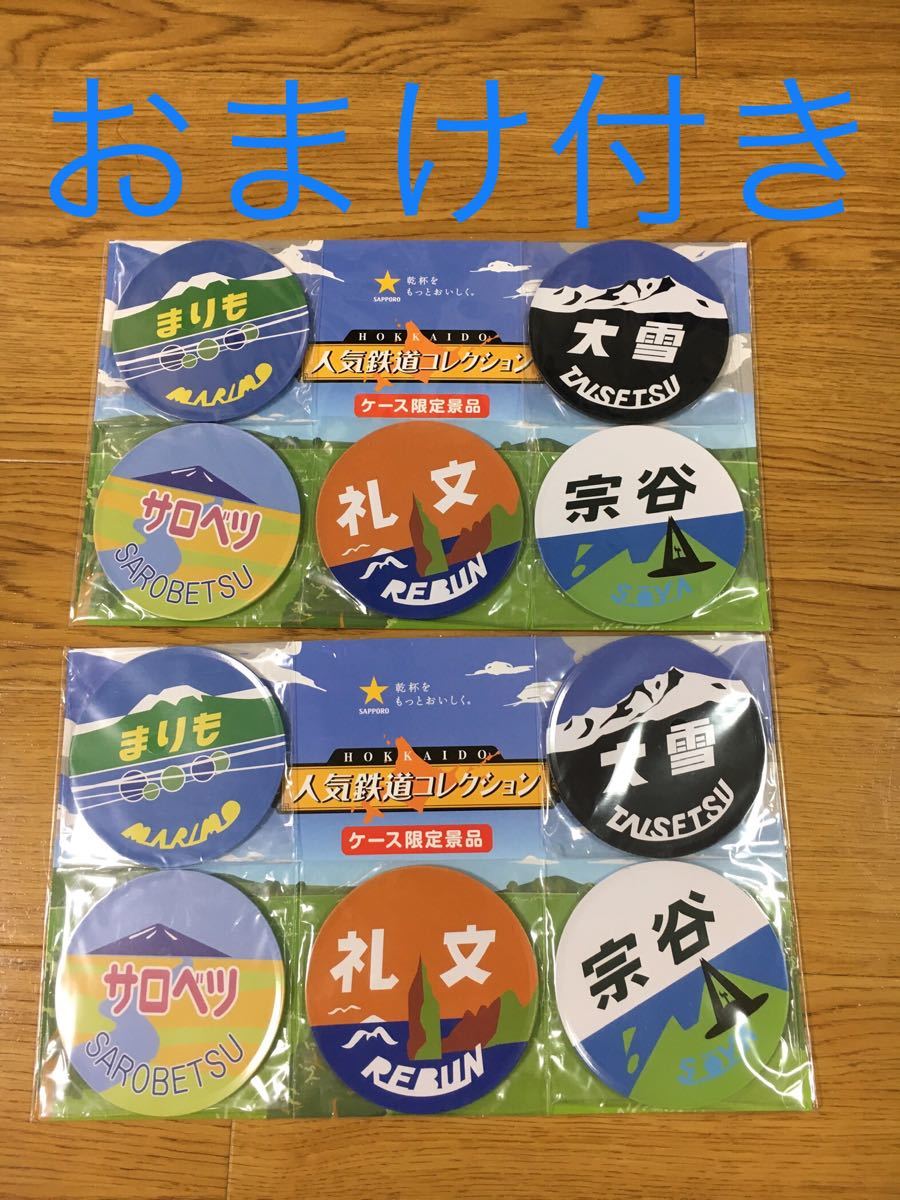 おまけ付き
まりも
MARIMO
SAPPORO
乾杯を
もっとおいしく。
HOKKAIDO
人気鉄道コレクション
ケース限定景品
大雪
TAISETSU
サロベツ
SAROBETSU
礼文
REBUN
宗谷
SŌYA
まりも
MARIMO
SAPPORO
乾杯を
もっとおいしく。
HOKKAIDO
人気鉄道コレクション
ケース限定景品
大雪
TAISETSU
サロベツ
SAROBETSU
礼文
REBUN
宗谷
SŌYA